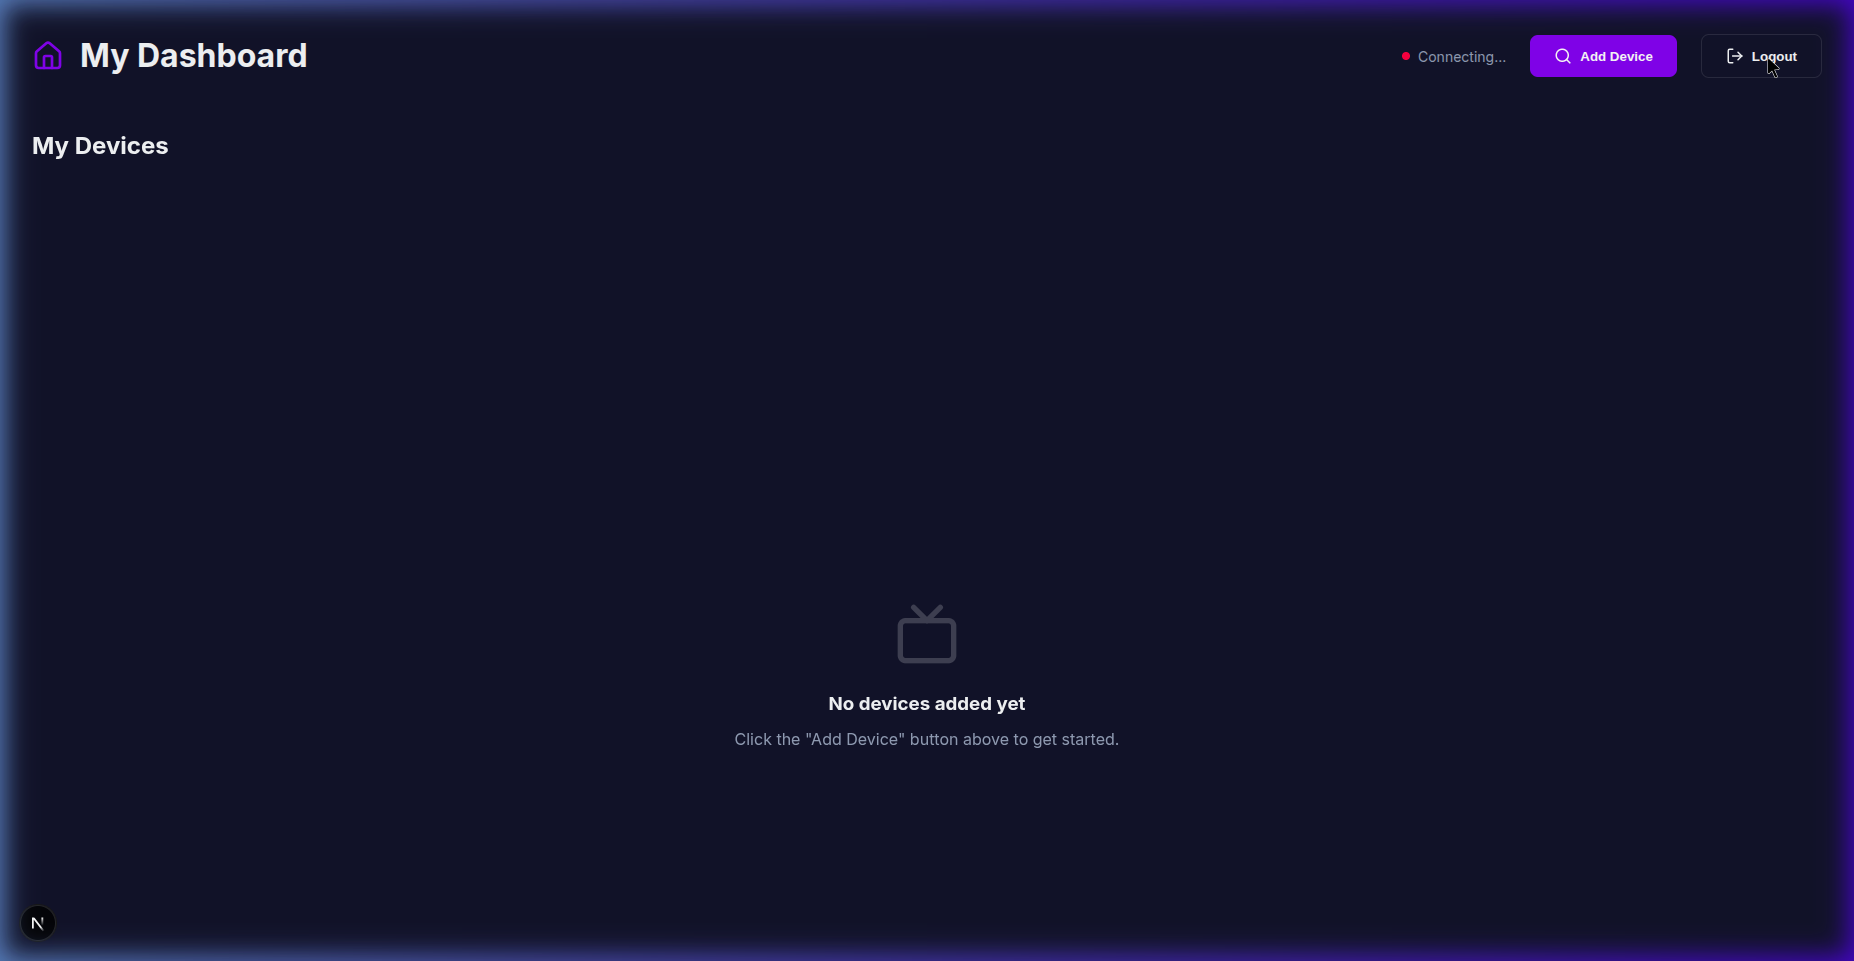 My Dashboard
Connecting...
Add Device
Logout
My Devices
No devices added yet
Click the "Add Device" button above to get started.
N